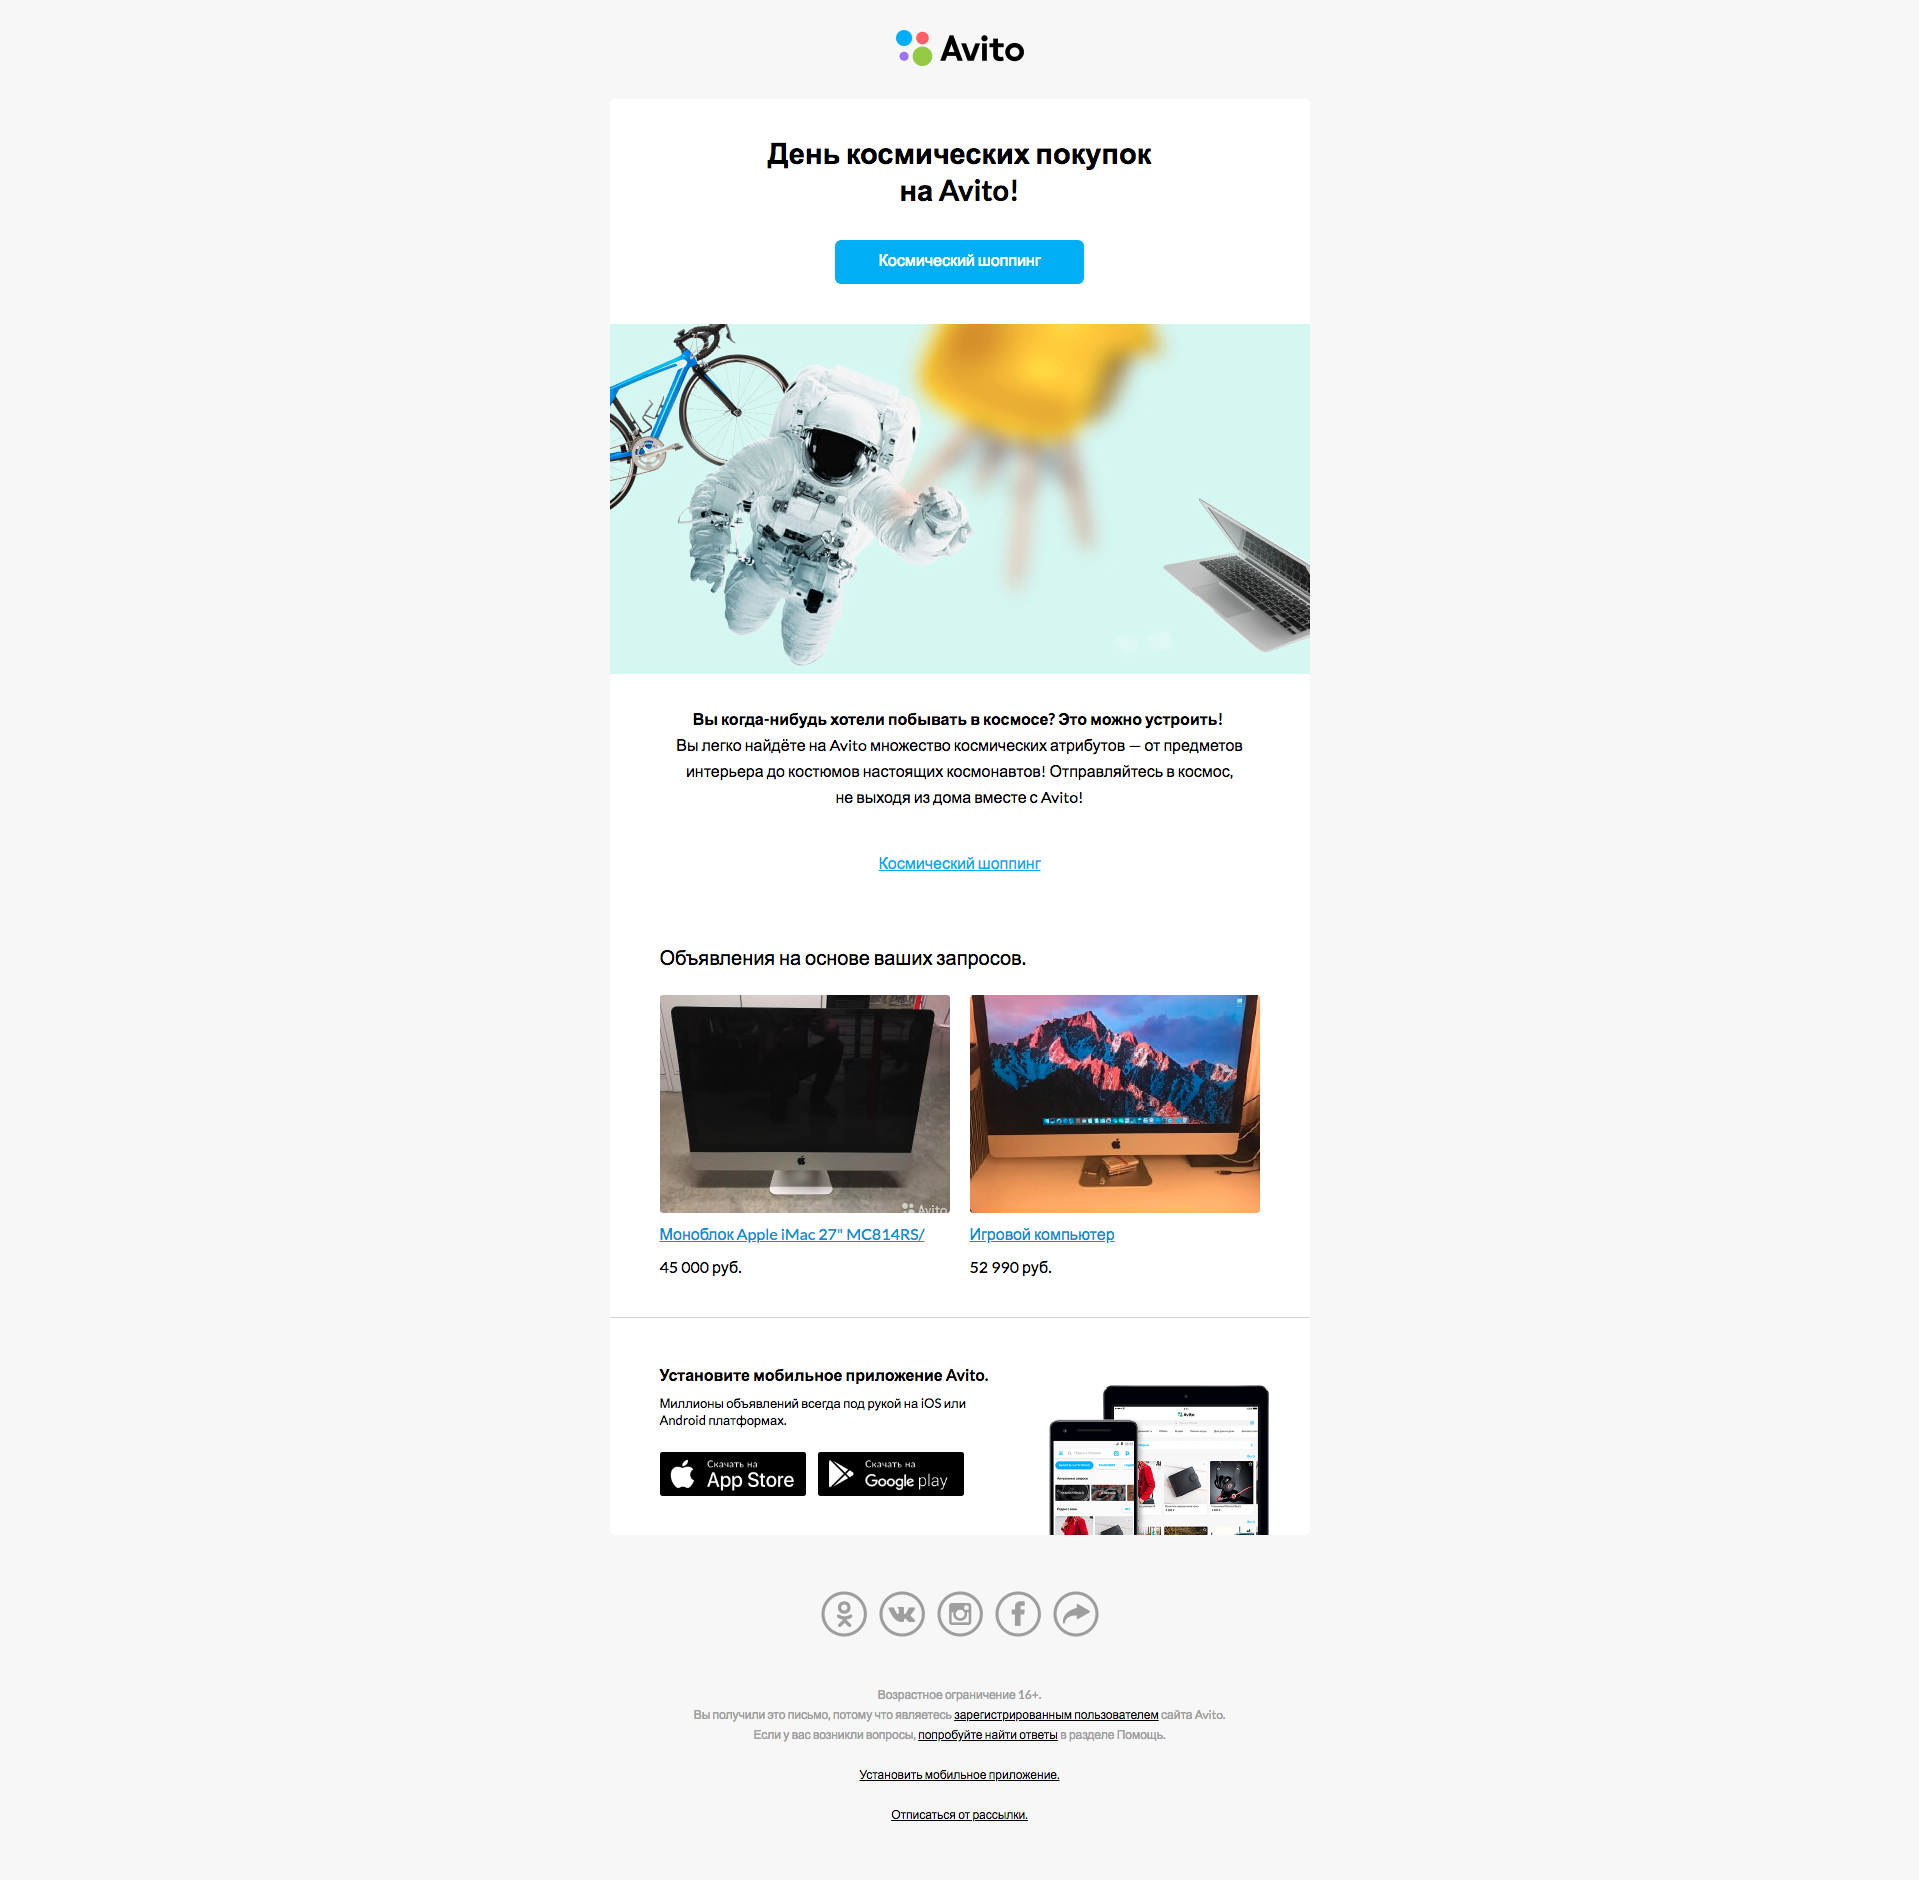 Avito
День космических покупок
на Avito!
Космический шоппинг
Вы когда-нибудь хотели побывать в космосе? Это можно устроить!
Вы легко найдёте на Avito множество космических атрибутов — от предметов
интерьера до костюмов настоящих космонавтов! Отправляйтесь в космос,
не выходя из дома вместе с Avito!
Космический шоппинг
Объявления на основе ваших запросов.
Avito
Моноблок Apple iMac 27" MC814RS/
Игровой компьютер
45 000 руб.
52 990 руб.
Установите мобильное приложение Avito.
Миллионы объявлений всегда под рукой на iOS или
Android платформах.
Скачать на
App Store
Скачать на
Google play
Avito
Возрастное ограничение 16+.
Вы получили это письмо, потому что являетесь зарегистрированным пользователем сайта Avito.
Если у вас возникли вопросы, попробуйте найти ответы в разделе Помощь.
Установить мобильное приложение.
Отписаться от рассылки.